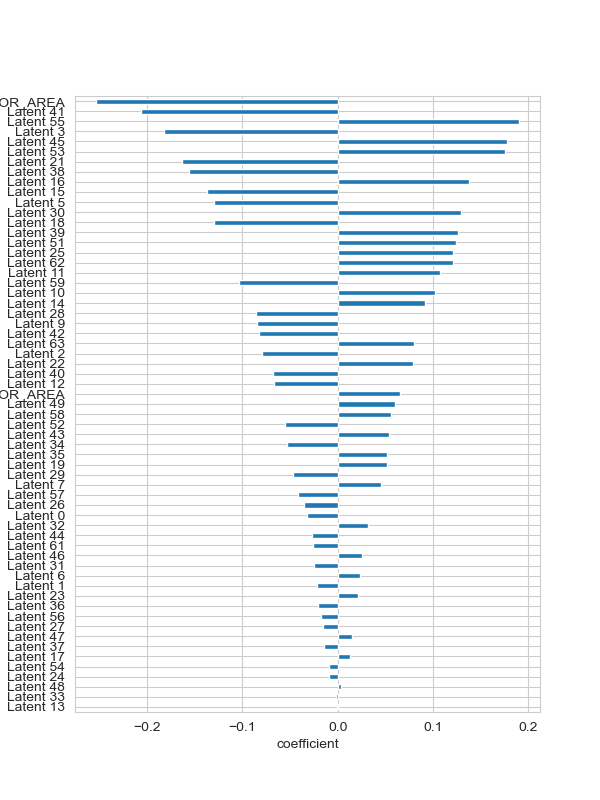 OR_AREA
Latent 41
Latent 55
Latent 3
Latent 45
Latent 53
Latent 21
Latent 38
Latent 16
Latent 15
Latent 5
Latent 30
Latent 18
Latent 39
Latent 51
Latent 25
Latent 62
Latent 11
Latent 59
Latent 10
Latent 14
Latent 28
Latent 9
Latent 42
Latent 63
Latent 2
Latent 22
Latent 40
Latent 12
OR_AREA
Latent 49
Latent 58
Latent 52
Latent 43
Latent 34
Latent 35
Latent 19
Latent 29
Latent 7
Latent 57
Latent 26
Latent 0
Latent 32
Latent 44
Latent 61
Latent 46
Latent 31
Latent 6
Latent 1
Latent 23
Latent 36
Latent 56
Latent 27
Latent 47
Latent 37
Latent 17
Latent 54
Latent 24
Latent 48
Latent 33
Latent 13
−0.2 −0.1 0.0 0.1 0.2
coefficient